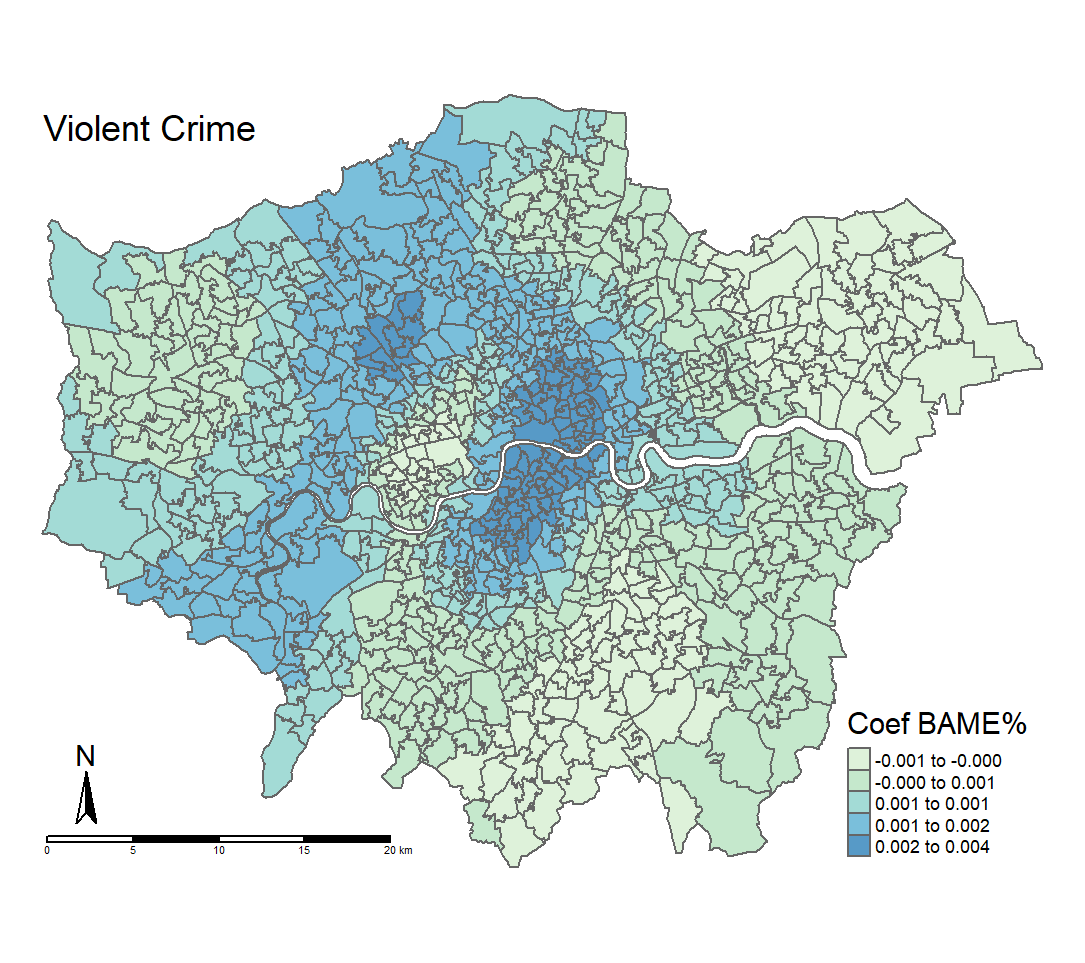 Violent Crime
Coef BAME%
-0.001 to -0.000
-0.000 to 0.001
0.001 to 0.001
0.001 to 0.002
0.002 to 0.004
N
0 5 10 15 20 km